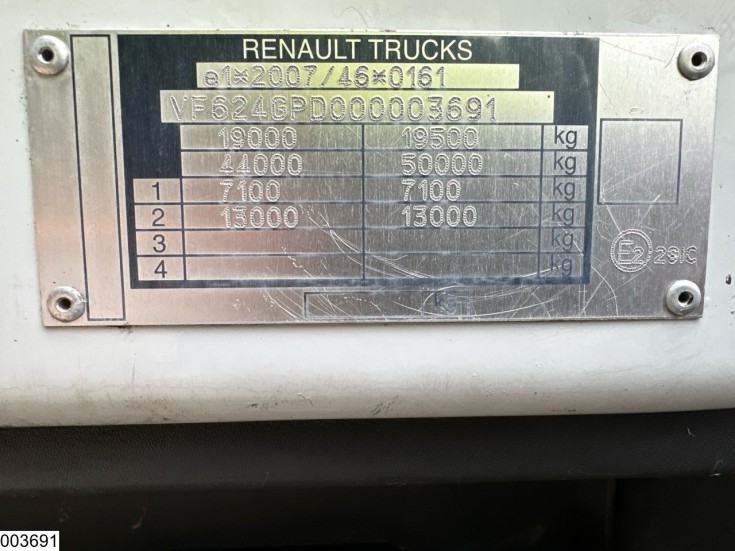 RENAULT TRUCKS
e1*2007/46*0161
VF624GPD000003691
19000 19500 kg
44000 50000 kg
1 7100 7100 kg
2 13000 13000 kg
3 kg
4 kg
E2
003691